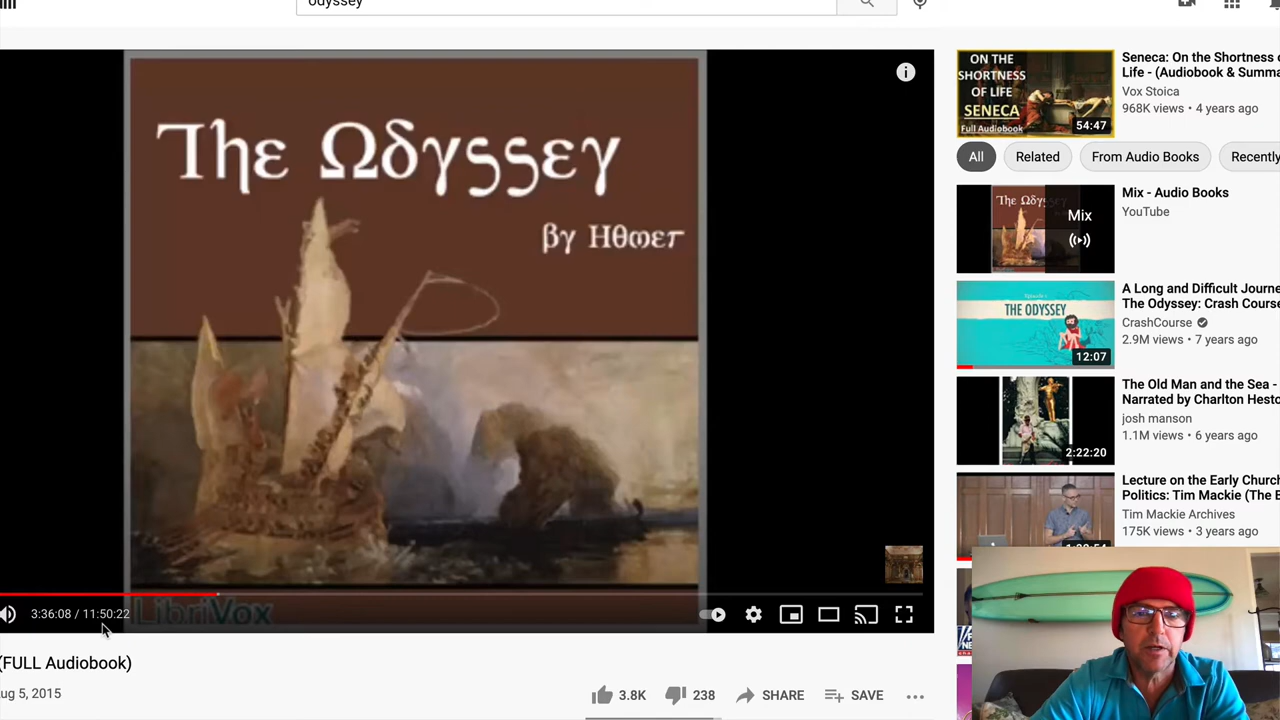 odyssey
The Ωδyssεy
βy Hθωεr
LibriVox
3:36:08 / 11:50:22
(FULL Audiobook)
ug 5, 2015
3.8K
238
SHARE
SAVE
ON THE
SHORTNESS
OF LIFE
SENECA
Full Audiobook
54:47
Seneca: On the Shortness o
Life - (Audiobook & Summa
Vox Stoica
968K views • 4 years ago
All
Related
From Audio Books
Recently
Mix
Mix - Audio Books
YouTube
THE ODYSSEY
12:07
A Long and Difficult Journe
The Odyssey: Crash Course
CrashCourse
2.9M views • 7 years ago
2:22:20
The Old Man and the Sea -
Narrated by Charlton Hesto
josh manson
1.1M views • 6 years ago
Lecture on the Early Church
Politics: Tim Mackie (The B
Tim Mackie Archives
175K views • 3 years ago